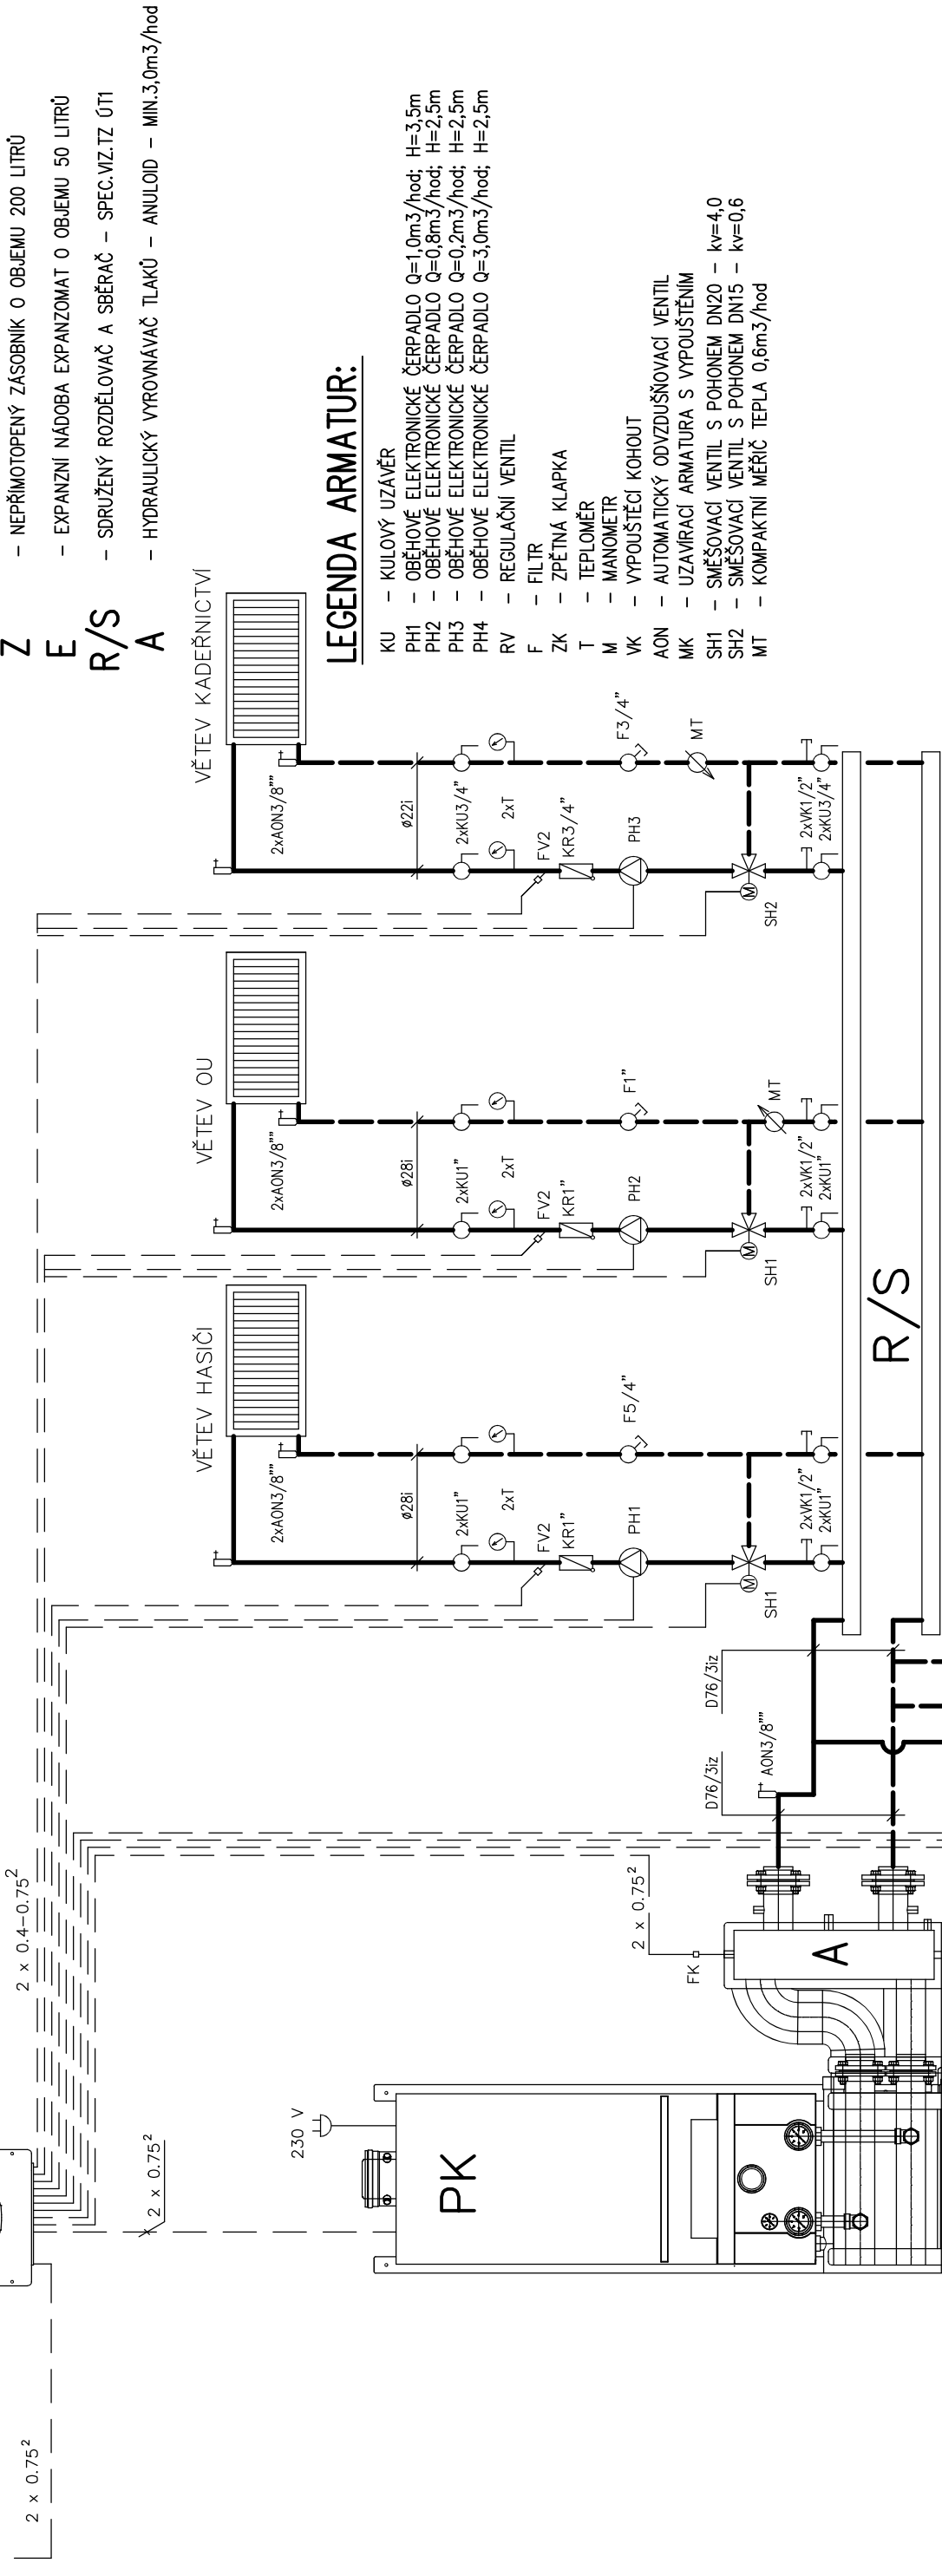 Z – NEPŘÍMOTOPENÝ ZÁSOBNÍK O OBJEMU 200 LITRŮ
E – EXPANZNÍ NÁDOBA EXPANZOMAT O OBJEMU 50 LITRŮ
R/S – SDRUŽENÝ ROZDĚLOVAČ A SBĚRAČ – SPEC.VIZ.TZ ÚT1
A – HYDRAULICKÝ VYROVNÁVAČ TLAKŮ – ANULOID – MIN.3,0m3/hod
LEGENDA ARMATUR:
KU – KULOVÝ UZÁVĚR
PH1 – OBĚHOVÉ ELEKTRONICKÉ ČERPADLO Q=1,0m3/hod; H=3,5m
PH2 – OBĚHOVÉ ELEKTRONICKÉ ČERPADLO Q=0,8m3/hod; H=2,5m
PH3 – OBĚHOVÉ ELEKTRONICKÉ ČERPADLO Q=0,2m3/hod; H=2,5m
PH4 – OBĚHOVÉ ELEKTRONICKÉ ČERPADLO Q=3,0m3/hod; H=2,5m
RV – REGULAČNÍ VENTIL
F – FILTR
ZK – ZPĚTNÁ KLAPKA
T – TEPLOMĚR
M – MANOMETR
VK – VYPOUŠTĚCÍ KOHOUT
AON – AUTOMATICKÝ ODVZDUŠŇOVACÍ VENTIL
MK – UZAVÍRACÍ ARMATURA S VYPOUŠTĚNÍM
SH1 – SMĚŠOVACÍ VENTIL S POHONEM DN20 – kv=4,0
SH2 – SMĚŠOVACÍ VENTIL S POHONEM DN15 – kv=0,6
MT – KOMPAKTNÍ MĚŘIČ TEPLA 0,6m3/hod
2 x 0.75²
2 x 0.4-0.75²
2 x 0.75²
230 V
PK
2 x 0.75²
FK
A
D76/3iz
AON3/8""
D76/3iz
VĚTEV HASIČI
2xAON3/8""
ø28i
2xKU1"
2xT
FV2
KR1"
F5/4"
PH1
M
SH1
2xVK1/2"
2xKU1"
VĚTEV OU
2xAON3/8""
ø28i
2xKU1"
2xT
FV2
KR1"
F1"
PH2
MT
M
SH1
2xVK1/2"
2xKU1"
VĚTEV KADEŘNICTVÍ
2xAON3/8""
ø22i
2xKU3/4"
2xT
FV2
KR3/4"
F3/4"
PH3
MT
M
SH2
2xVK1/2"
2xKU3/4"
R/S